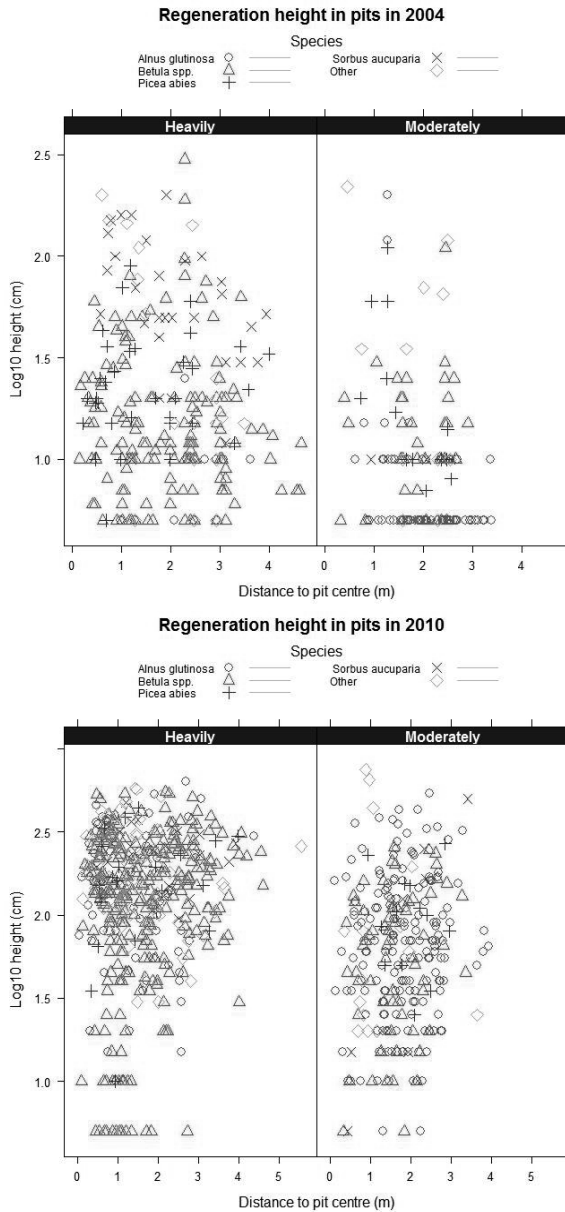 Regeneration height in pits in 2004
Species
Alnus glutinosa
Betula spp.
Picea abies
Sorbus aucuparia
Other
Heavily
Moderately
Log10 height (cm)
2.5
2.0
1.5
1.0
0 1 2 3 4 0 1 2 3 4
Distance to pit centre (m)
Regeneration height in pits in 2010
Species
Alnus glutinosa
Betula spp.
Picea abies
Sorbus aucuparia
Other
Heavily
Moderately
Log10 height (cm)
2.5
2.0
1.5
1.0
0 1 2 3 4 5 0 1 2 3 4 5
Distance to pit centre (m)